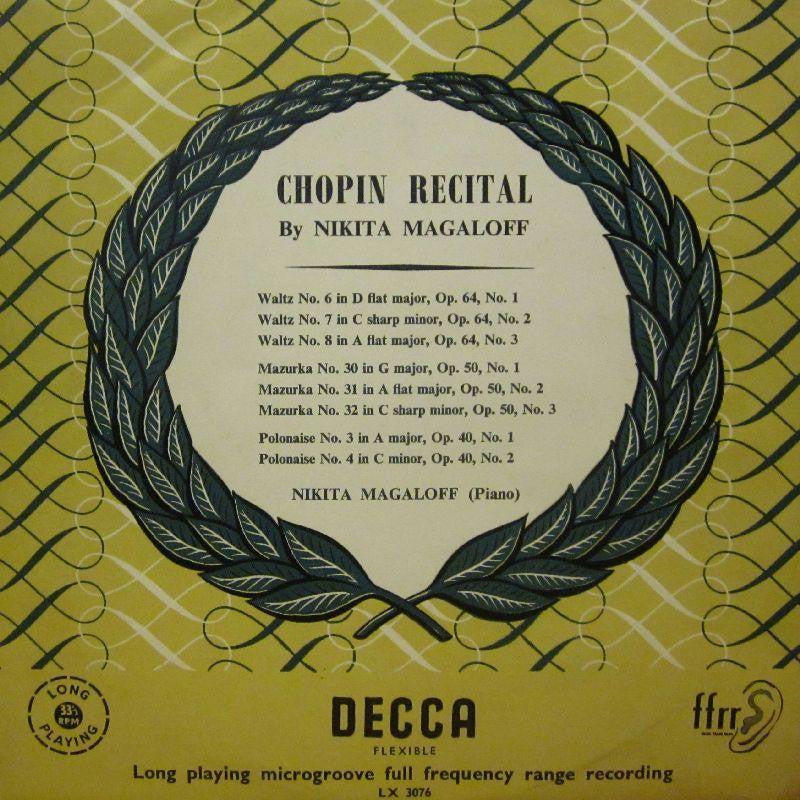 CHOPIN RECITAL
By NIKITA MAGALOFF
Waltz No. 6 in D flat major, Op. 64, No. 1
Waltz No. 7 in C sharp minor, Op. 64, No. 2
Waltz No. 8 in A flat major, Op. 64, No. 3
Mazurka No. 30 in G major, Op. 50, No. 1
Mazurka No. 31 in A flat major, Op. 50, No. 2
Mazurka No. 32 in C sharp minor, Op. 50, No. 3
Polonaise No. 3 in A major, Op. 40, No. 1
Polonaise No. 4 in C minor, Op. 40, No. 2
NIKITA MAGALOFF (Piano)
LONG
33⅓
RPM
PLAYING
DECCA
FLEXIBLE
ffrr
Long playing microgroove full frequency range recording
LX 3076